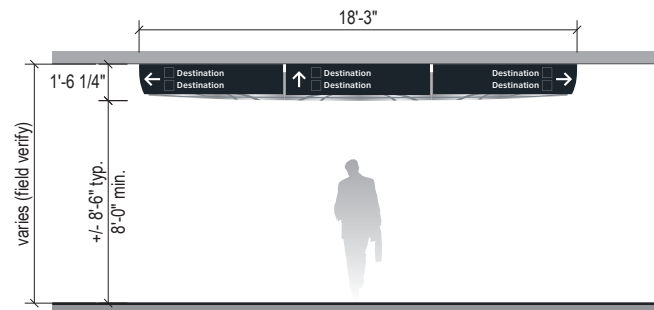 18'-3"
1'-6 1/4"
Destination
Destination
Destination
Destination
Destination
Destination
varies (field verify)
+/- 8'-6" typ.
8'-0" min.